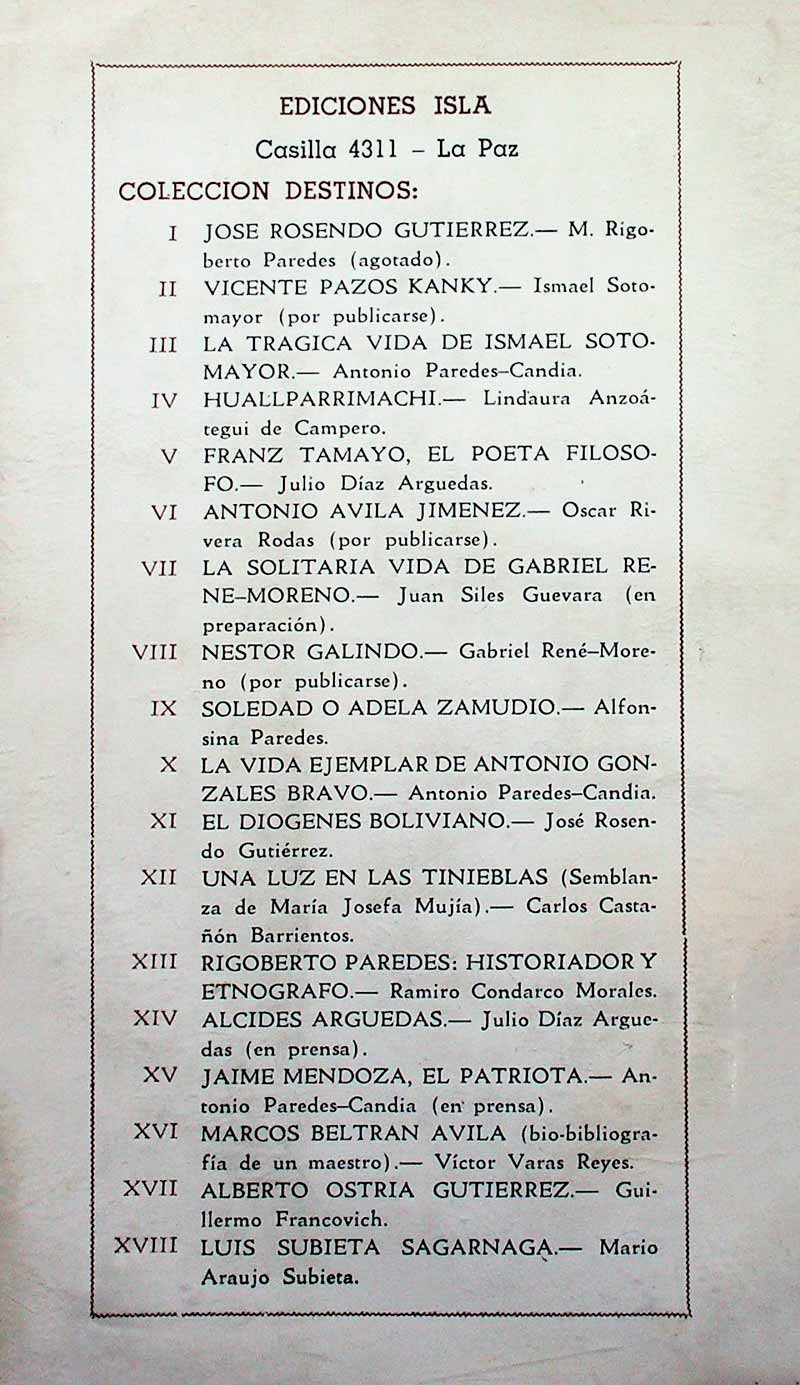 EDICIONES ISLA
Casilla 4311 – La Paz
COLECCION DESTINOS:
I JOSE ROSENDO GUTIERREZ.— M. Rigo-
berto Paredes (agotado).
II VICENTE PAZOS KANKY.— Ismael Soto-
mayor (por publicarse).
III LA TRAGICA VIDA DE ISMAEL SOTO-
MAYOR.— Antonio Paredes–Candia.
IV HUALLPARRIMACHI.— Lindaura Anzoá-
tegui de Campero.
V FRANZ TAMAYO, EL POETA FILOSO-
FO.— Julio Díaz Arguedas.
VI ANTONIO AVILA JIMENEZ.— Oscar Ri-
vera Rodas (por publicarse).
VII LA SOLITARIA VIDA DE GABRIEL RE-
NE–MORENO.— Juan Siles Guevara (en
preparación).
VIII NESTOR GALINDO.— Gabriel René–More-
no (por publicarse).
IX SOLEDAD O ADELA ZAMUDIO.— Alfon-
sina Paredes.
X LA VIDA EJEMPLAR DE ANTONIO GON-
ZALES BRAVO.— Antonio Paredes–Candia.
XI EL DIOGENES BOLIVIANO.— José Rosen-
do Gutiérrez.
XII UNA LUZ EN LAS TINIEBLAS (Semblan-
za de María Josefa Mujía).— Carlos Casta-
ñón Barrientos.
XIII RIGOBERTO PAREDES: HISTORIADOR Y
ETNOGRAFO.— Ramiro Condarco Morales.
XIV ALCIDES ARGUEDAS.— Julio Díaz Argue-
das (en prensa).
XV JAIME MENDOZA, EL PATRIOTA.— An-
tonio Paredes–Candia (en prensa).
XVI MARCOS BELTRAN AVILA (bio-bibliogra-
fía de un maestro).— Víctor Varas Reyes.
XVII ALBERTO OSTRIA GUTIERREZ.— Gui-
llermo Francovich.
XVIII LUIS SUBIETA SAGARNAGA.— Mario
Araujo Subieta.